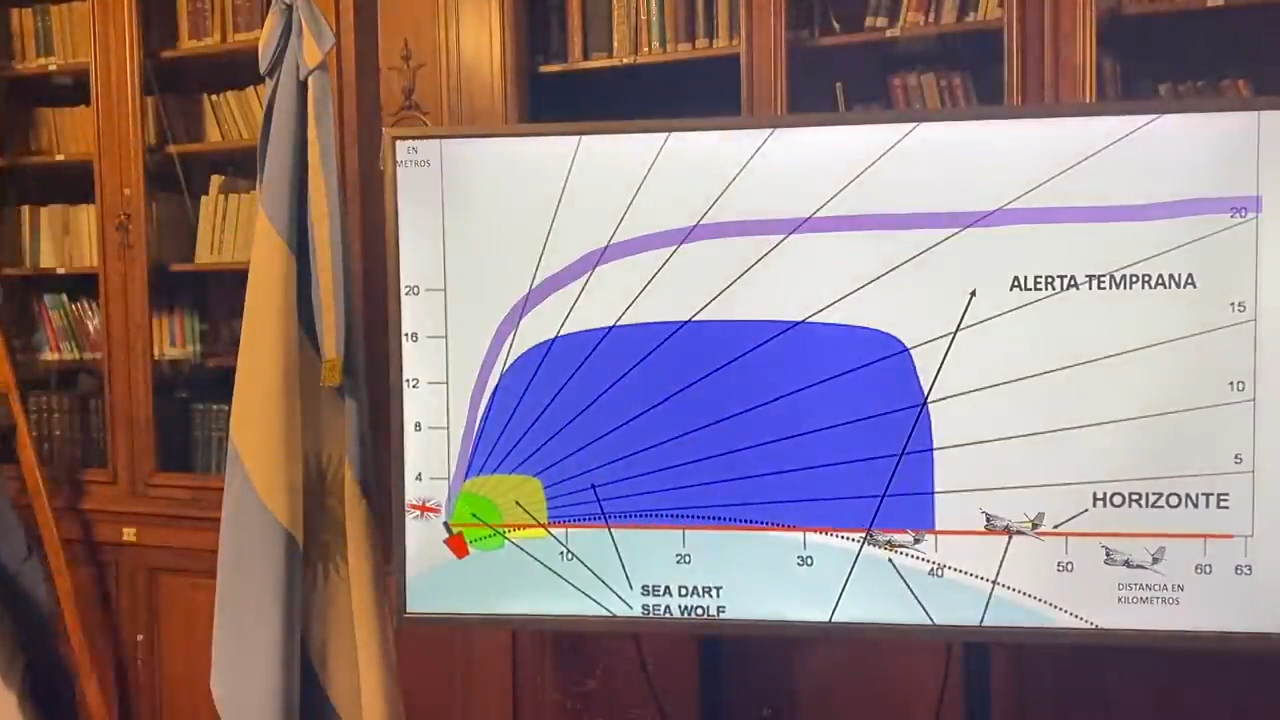 EN
METROS
20
16
12
8
4
20
15
10
5
ALERTA TEMPRANA
HORIZONTE
10
20
30
40
50
60
63
DISTANCIA EN
KILOMETROS
SEA DART
SEA WOLF